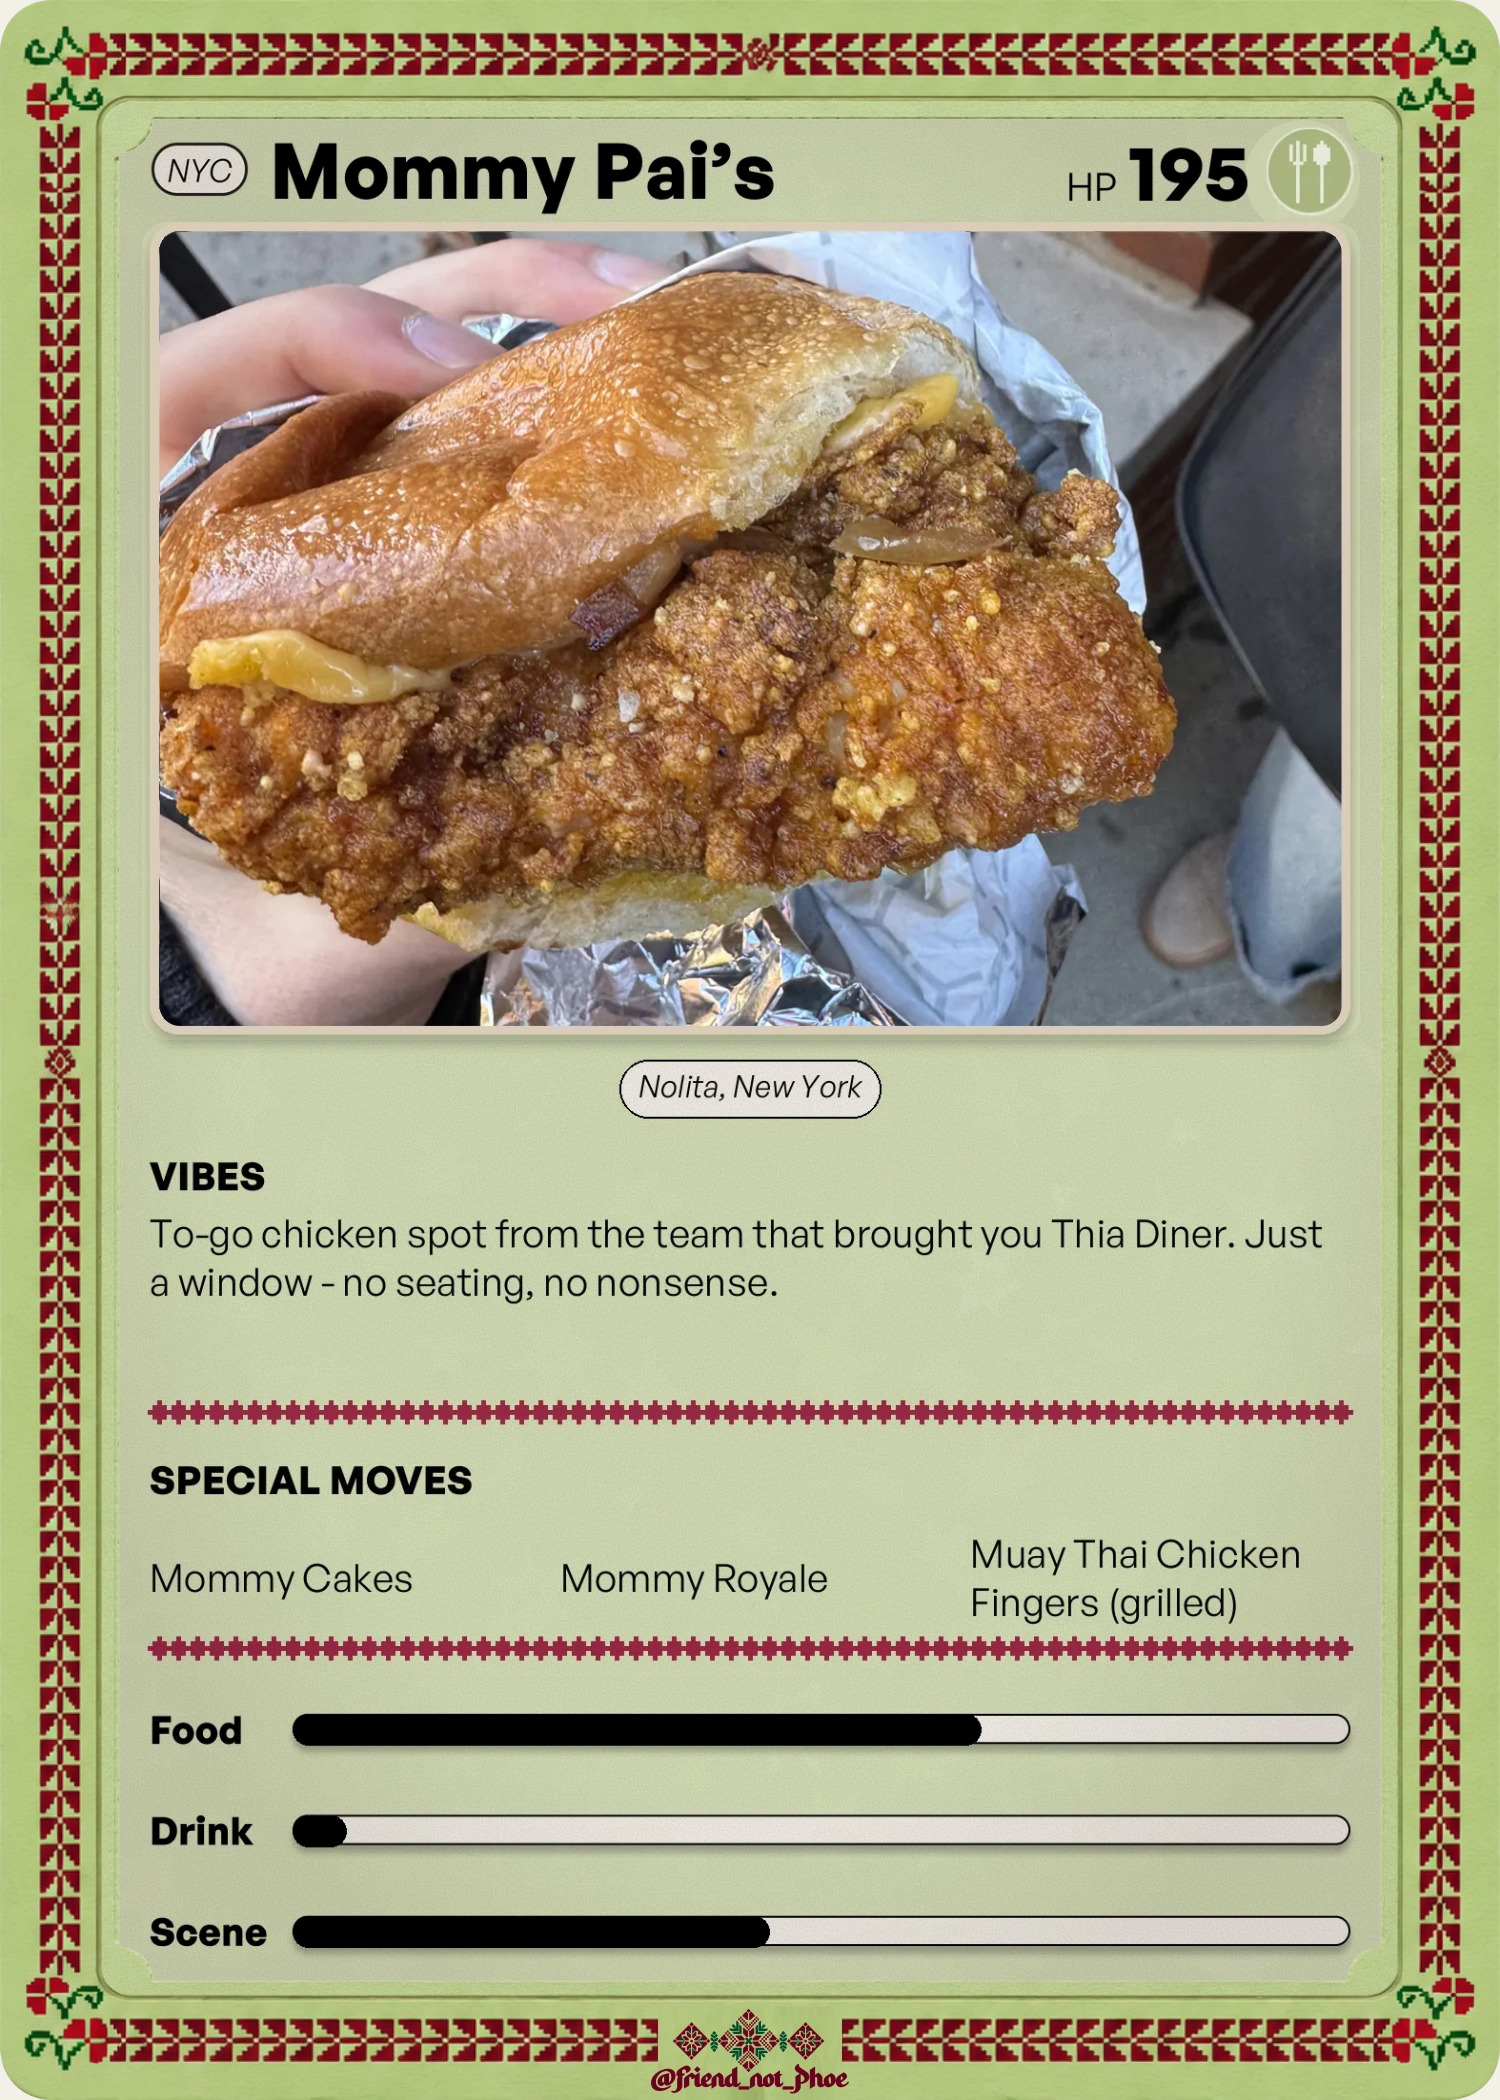 NYC Mommy Pai's HP 195
Nolita, New York
VIBES
To-go chicken spot from the team that brought you Thia Diner. Just
a window - no seating, no nonsense.
SPECIAL MOVES
Mommy Cakes
Mommy Royale
Muay Thai Chicken
Fingers (grilled)
Food
Drink
Scene
@friend_not_Phoe